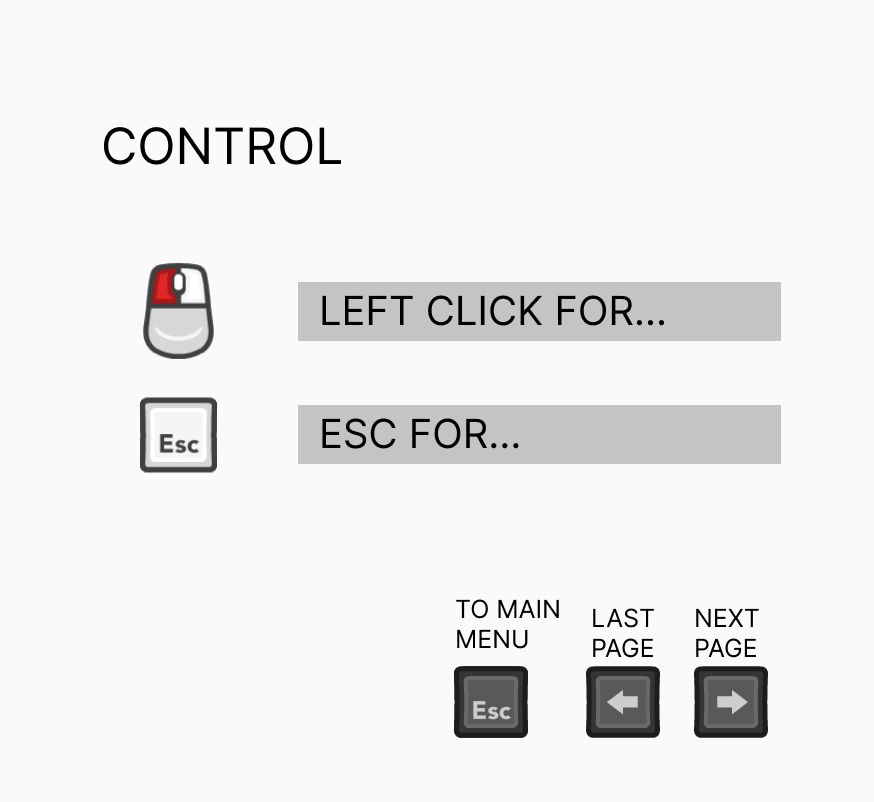 CONTROL
LEFT CLICK FOR...
Esc
ESC FOR...
TO MAIN
MENU
LAST
PAGE
NEXT
PAGE
Esc